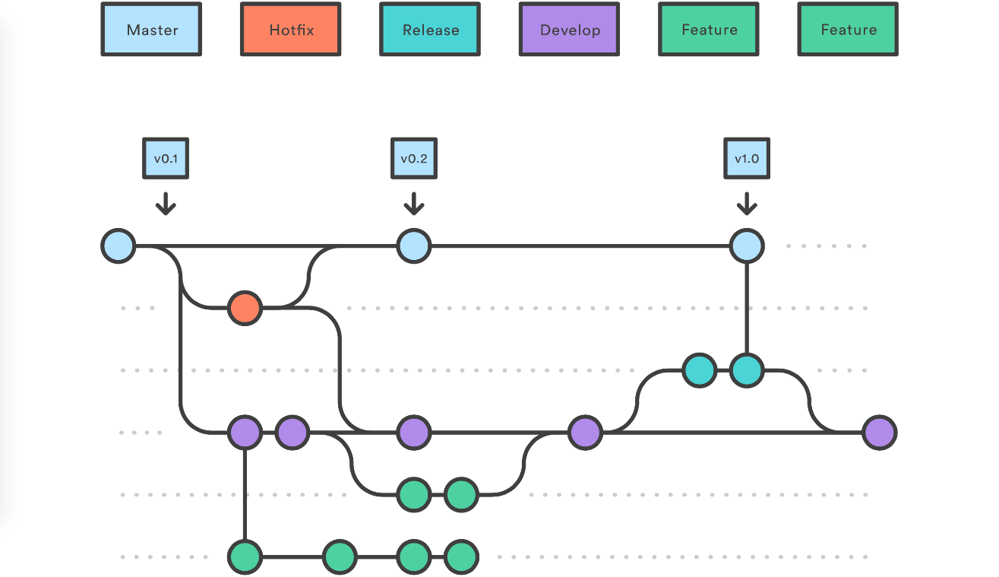 Master
Hotfix
Release
Develop
Feature
Feature
v0.1
v0.2
v1.0